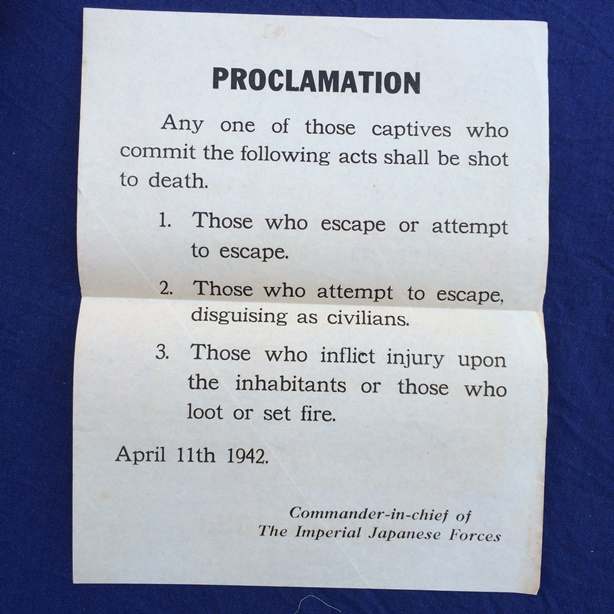 PROCLAMATION
Any one of those captives who
commit the following acts shall be shot
to death.
1. Those who escape or attempt
to escape.
2. Those who attempt to escape,
disguising as civilians.
3. Those who inflict injury upon
the inhabitants or those who
loot or set fire.
April 11th 1942.
Commander-in-chief of
The Imperial Japanese Forces